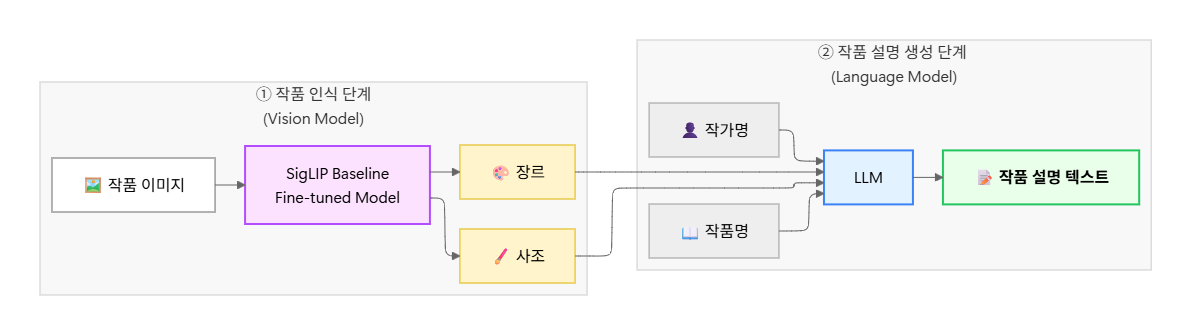 ① 작품 인식 단계
(Vision Model)
작품 이미지
SigLIP Baseline
Fine-tuned Model
장르
사조
② 작품 설명 생성 단계
(Language Model)
작가명
작품명
LLM
작품 설명 텍스트